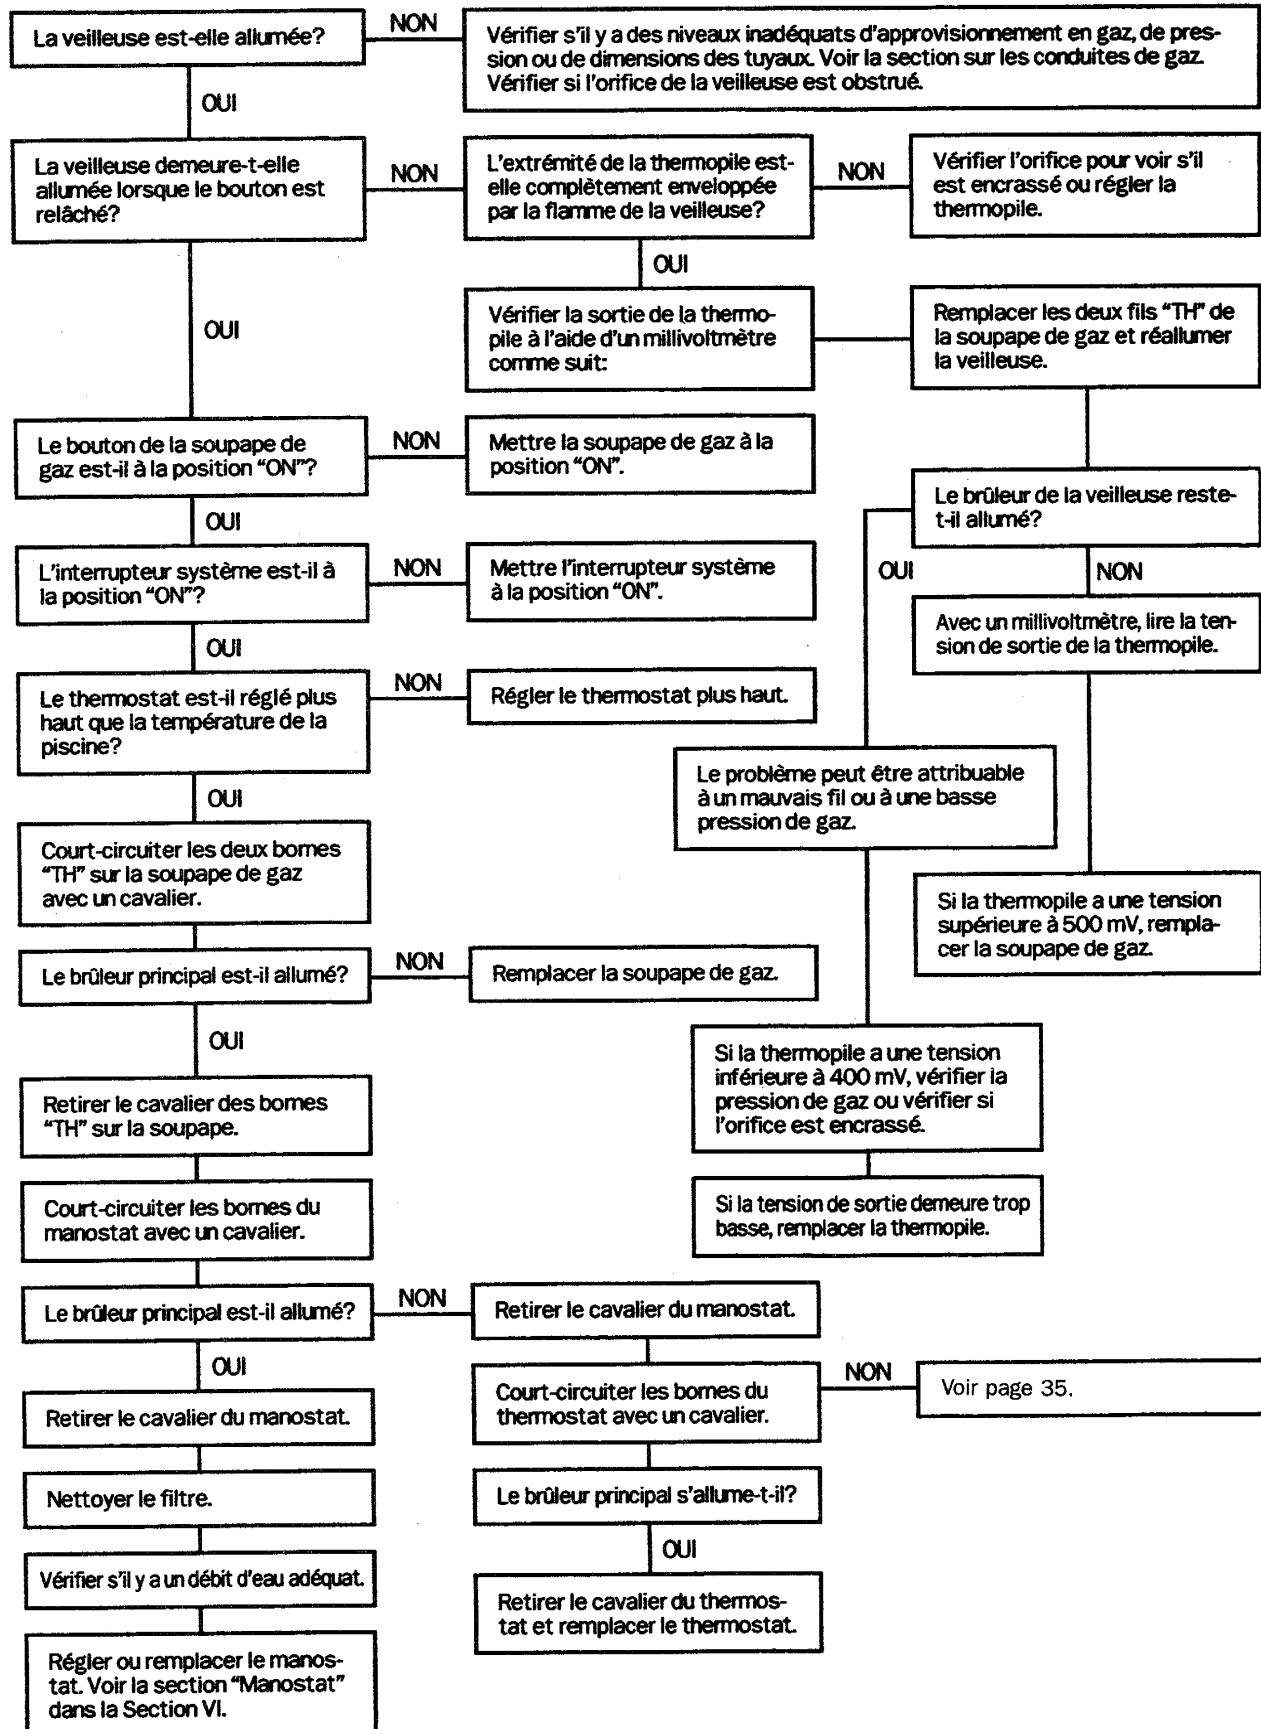 La veilleuse est-elle allumée?
NON
Vérifier s'il y a des niveaux inadéquats d'approvisionnement en gaz, de pres-
sion ou de dimensions des tuyaux. Voir la section sur les conduites de gaz.
Vérifier si l'orifice de la veilleuse est obstrué.
OUI
La veilleuse demeure-t-elle
allumée lorsque le bouton est
relâché?
NON
L'extrémité de la thermopile est-
elle complètement enveloppée
par la flamme de la veilleuse?
NON
Vérifier l'orifice pour voir s'il
est encrassé ou régler la
thermopile.
OUI
OUI
Vérifier la sortie de la thermo-
pile à l'aide d'un millivoltmètre
comme suit:
Remplacer les deux fils "TH" de
la soupape de gaz et réallumer
la veilleuse.
Le bouton de la soupape de
gaz est-il à la position "ON"?
NON
Mettre la soupape de gaz à la
position "ON".
Le brûleur de la veilleuse reste-
t-il allumé?
OUI
L'interrupteur système est-il à
la position "ON"?
NON
Mettre l'interrupteur système
à la position "ON".
OUI
NON
Avec un millivoltmètre, lire la ten-
sion de sortie de la thermopile.
OUI
Le thermostat est-il réglé plus
haut que la température de la
piscine?
NON
Régler le thermostat plus haut.
Le problème peut être attribuable
à un mauvais fil ou à une basse
pression de gaz.
OUI
Court-circuiter les deux bornes
"TH" sur la soupape de gaz
avec un cavalier.
Si la thermopile a une tension
supérieure à 500 mV, rempla-
cer la soupape de gaz.
Le brûleur principal est-il allumé?
NON
Remplacer la soupape de gaz.
OUI
Si la thermopile a une tension
inférieure à 400 mV, vérifier la
pression de gaz ou vérifier si
l'orifice est encrassé.
Retirer le cavalier des bornes
"TH" sur la soupape.
Si la tension de sortie demeure trop
basse, remplacer la thermopile.
Court-circuiter les bornes du
manostat avec un cavalier.
Le brûleur principal est-il allumé?
NON
Retirer le cavalier du manostat.
OUI
Court-circuiter les bornes du
thermostat avec un cavalier.
NON
Voir page 35.
Retirer le cavalier du manostat.
Nettoyer le filtre.
Le brûleur principal s'allume-t-il?
OUI
Vérifier s'il y a un débit d'eau adéquat.
Retirer le cavalier du thermos-
tat et remplacer le thermostat.
Régler ou remplacer le manos-
tat. Voir la section "Manostat"
dans la Section VI.